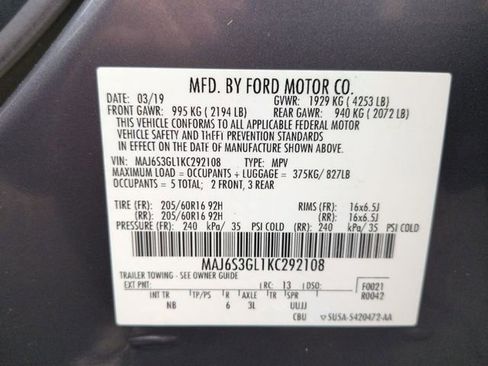 MFD. BY FORD MOTOR CO.
DATE: 03/19 GVWR: 1929 KG ( 4253 LB)
FRONT GAWR: 995 KG ( 2194 LB) REAR GAWR: 940 KG ( 2072 LB)
THIS VEHICLE CONFORMS TO ALL APPLICABLE FEDERAL MOTOR
VEHICLE SAFETY AND THEFT PREVENTION STANDARDS
IN EFFECT ON THE DATE OF MANUFACTURE SHOWN ABOVE.
VIN: MAJ6S3GL1KC292108 TYPE: MPV
MAXIMUM LOAD = OCCUPANTS + LUGGAGE = 375KG/ 827LB
OCCUPANTS = 5 TOTAL; 2 FRONT, 3 REAR
TIRE (FR): 205/60R16 92H RIMS (FR): 16x6.5J
(RR): 205/60R16 92H (RR): 16x6.5J
PRESSURE (FR): 240 kPa/ 35 PSI COLD (RR): 240 kPa/ 35 PSI COLD
MAJ6S3GL1KC292108
TRAILER TOWING - SEE OWNER GUIDE
EXT PNT: RC: 13 DSO: F0021
R0042
INT TR TP/PS R TR SPR
NB 6 3L UUJJ
CBU SU5A-5420472-AA